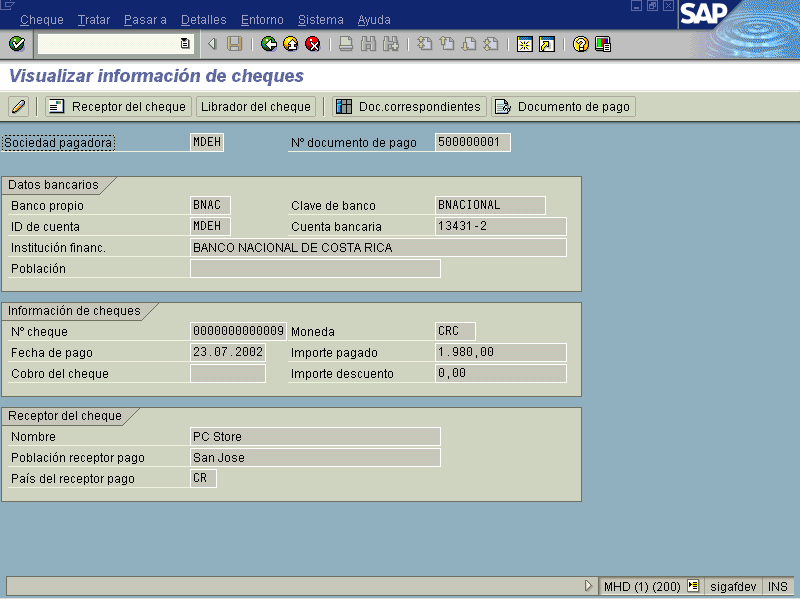 Cheque Tratar Pasar a Detalles Entorno Sistema Ayuda
SAP
Visualizar información de cheques
Receptor del cheque Librador del cheque Doc.correspondientes Documento de pago
Sociedad pagadora MDEH Nº documento de pago 500000001
Datos bancarios
Banco propio BNAC Clave de banco BNACIONAL
ID de cuenta MDEH Cuenta bancaria 13431-2
Institución financ. BANCO NACIONAL DE COSTA RICA
Población
Información de cheques
Nº cheque 0000000000009 Moneda CRC
Fecha de pago 23.07.2002 Importe pagado 1.980,00
Cobro del cheque Importe descuento 0,00
Receptor del cheque
Nombre PC Store
Población receptor pago San Jose
País del receptor pago CR
MHD (1) (200) sigafdev INS